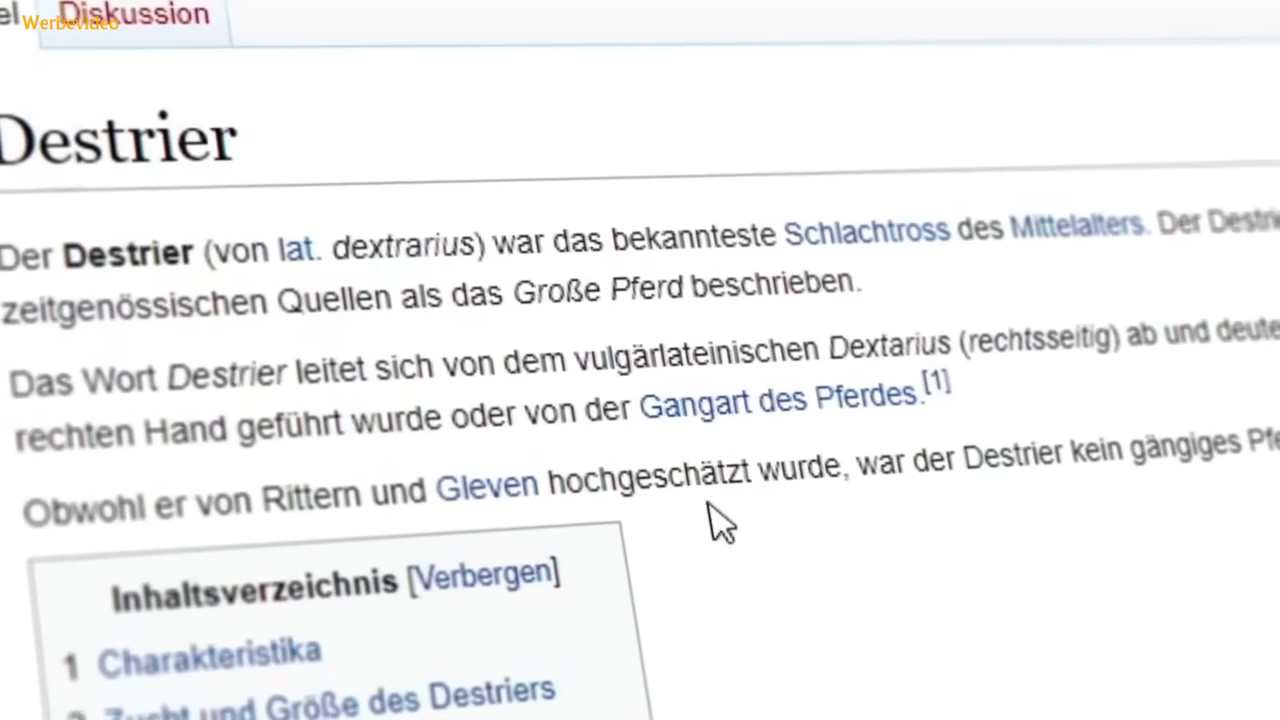 Diskussion
Werbevideo
Destrier
Der Destrier (von lat. dextrarius) war das bekannteste Schlachtross des Mittelalters. Der Destrie
zeitgenössischen Quellen als das Große Pferd beschrieben.
Das Wort Destrier leitet sich von dem vulgärlateinischen Dextarius (rechtsseitig) ab und deute
rechten Hand geführt wurde oder von der Gangart des Pferdes.[1]
Obwohl er von Rittern und Gleven hochgeschätzt wurde, war der Destrier kein gängiges Pfe
Inhaltsverzeichnis [Verbergen]
1 Charakteristika
2 Zucht und Größe des Destriers